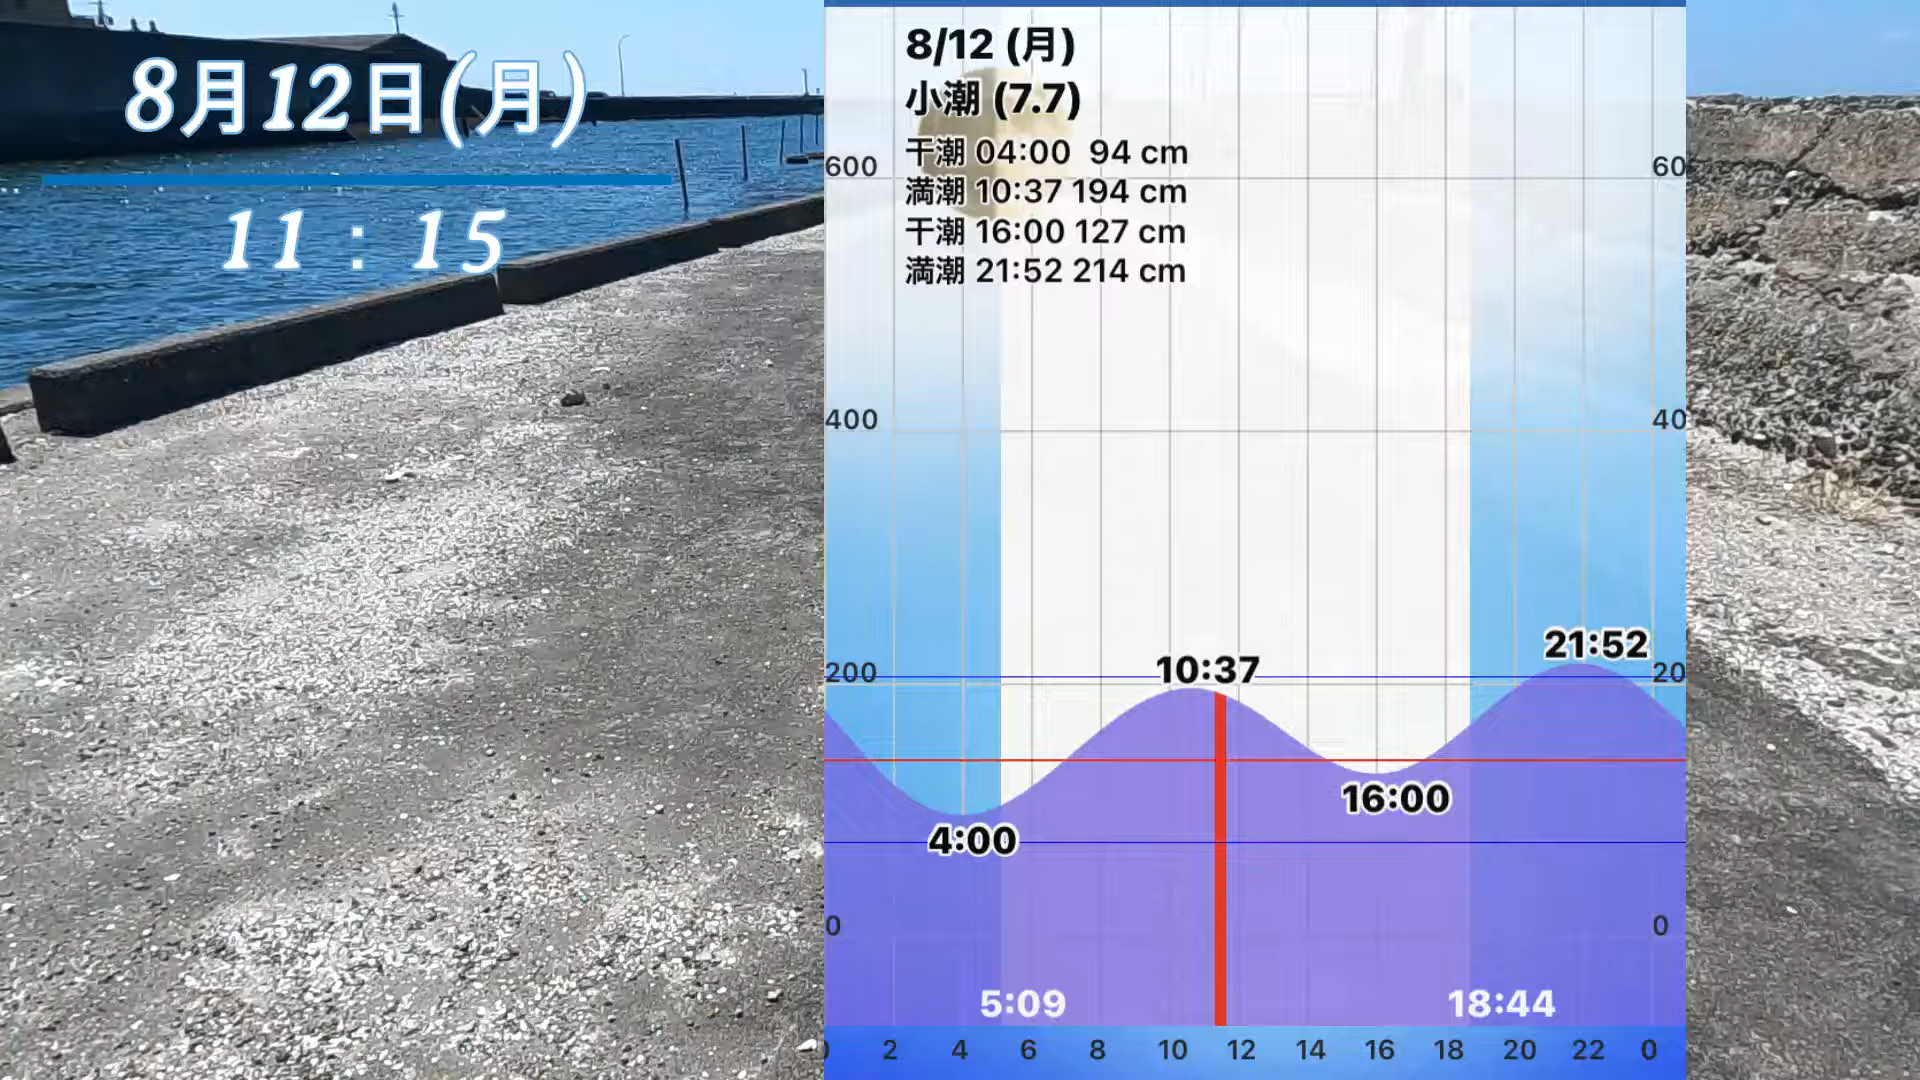 8月12日(月)
11：15
8/12 (月)
小潮 (7.7)
干潮 04:00 94 cm
満潮 10:37 194 cm
干潮 16:00 127 cm
満潮 21:52 214 cm
600 60
400 40
21:52
10:37
200 20
16:00
4:00
0 0
5:09 18:44
2 4 6 8 10 12 14 16 18 20 22 0